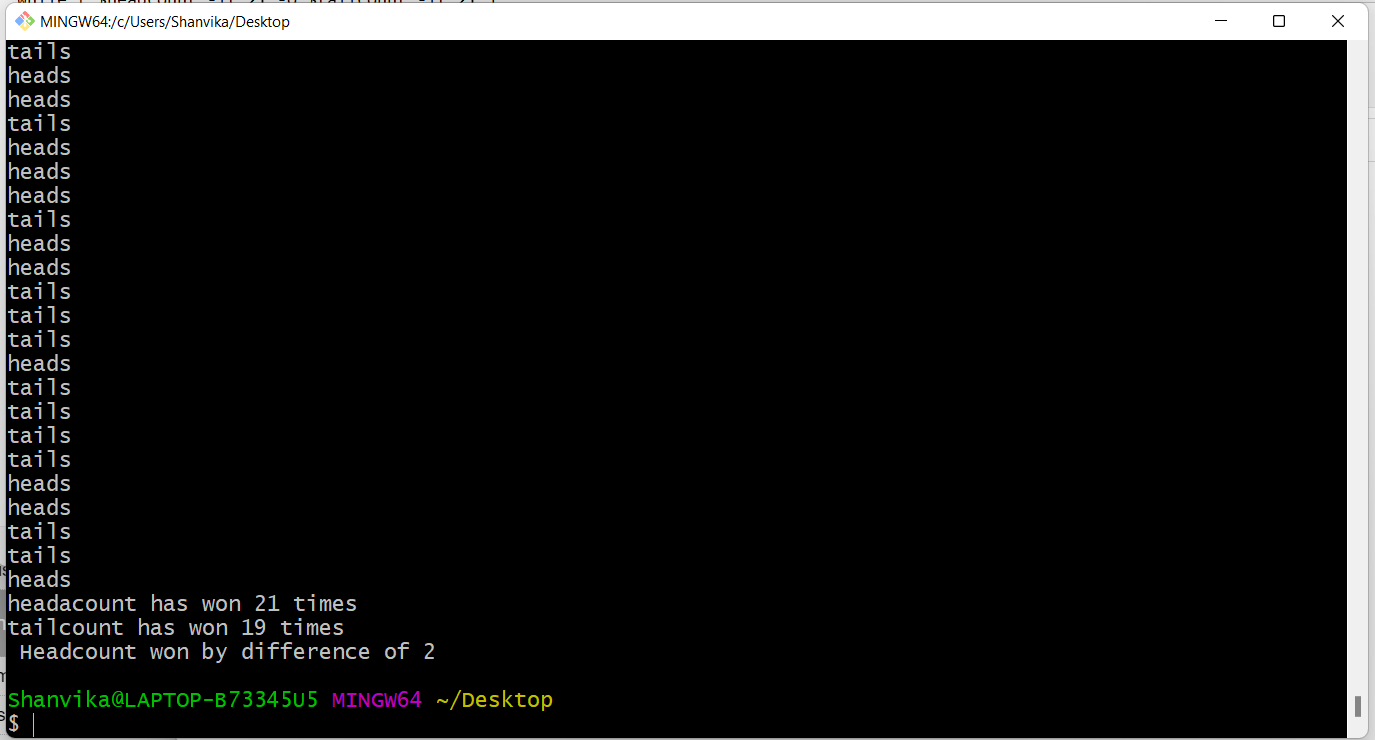 MINGW64:/c/Users/Shanvika/Desktop
tails
heads
heads
tails
heads
heads
heads
tails
heads
heads
tails
tails
tails
heads
tails
tails
tails
tails
heads
heads
tails
tails
heads
headacount has won 21 times
tailcount has won 19 times
Headcount won by difference of 2
Shanvika@LAPTOP-B73345U5 MINGW64 ~/Desktop
$